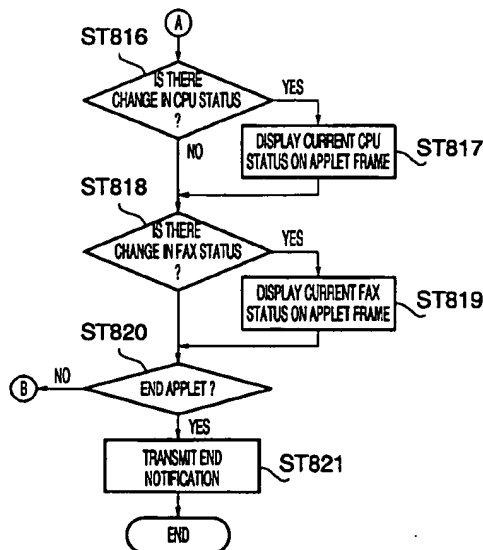 A
ST816
IS THERE
CHANGE IN CPU STATUS
?
YES
DISPLAY CURRENT CPU
STATUS ON APPLET FRAME
ST817
NO
ST818
IS THERE
CHANGE IN FAX STATUS
?
YES
DISPLAY CURRENT FAX
STATUS ON APPLET FRAME
ST819
ST820
B
NO
END APPLET ?
YES
TRANSMIT END
NOTIFICATION
ST821
END